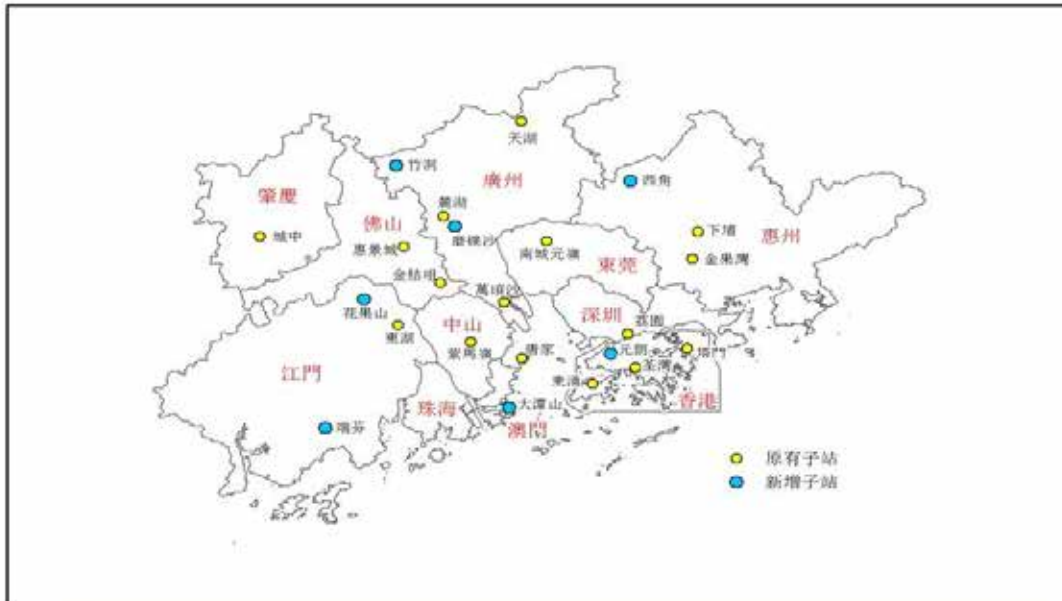 天湖
竹洞
西角
廣州
肇慶
麓湖
佛山
磨碟沙
下埔
惠州
城中
惠景城
南城元嶺
金果灣
東莞
金桔咀
萬頃沙
花果山
深圳
中山
荔園
東湖
元朗
塔門
紫馬嶺
唐家
荃灣
江門
東涌
香港
珠海
大潭山
澳門
端芬
原有子站
新增子站